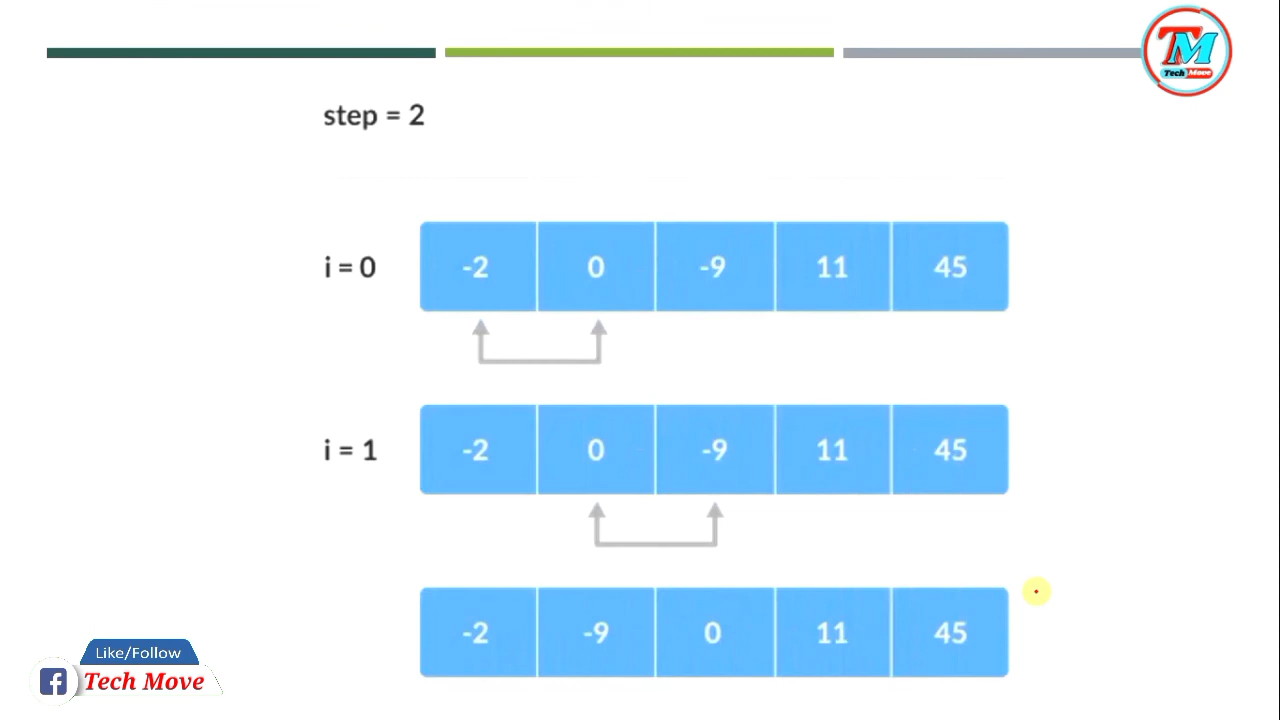 TM
Tech Move
step = 2
i = 0 -2 0 -9 11 45
i = 1 -2 0 -9 11 45
-2 -9 0 11 45
Like/Follow
Tech Move